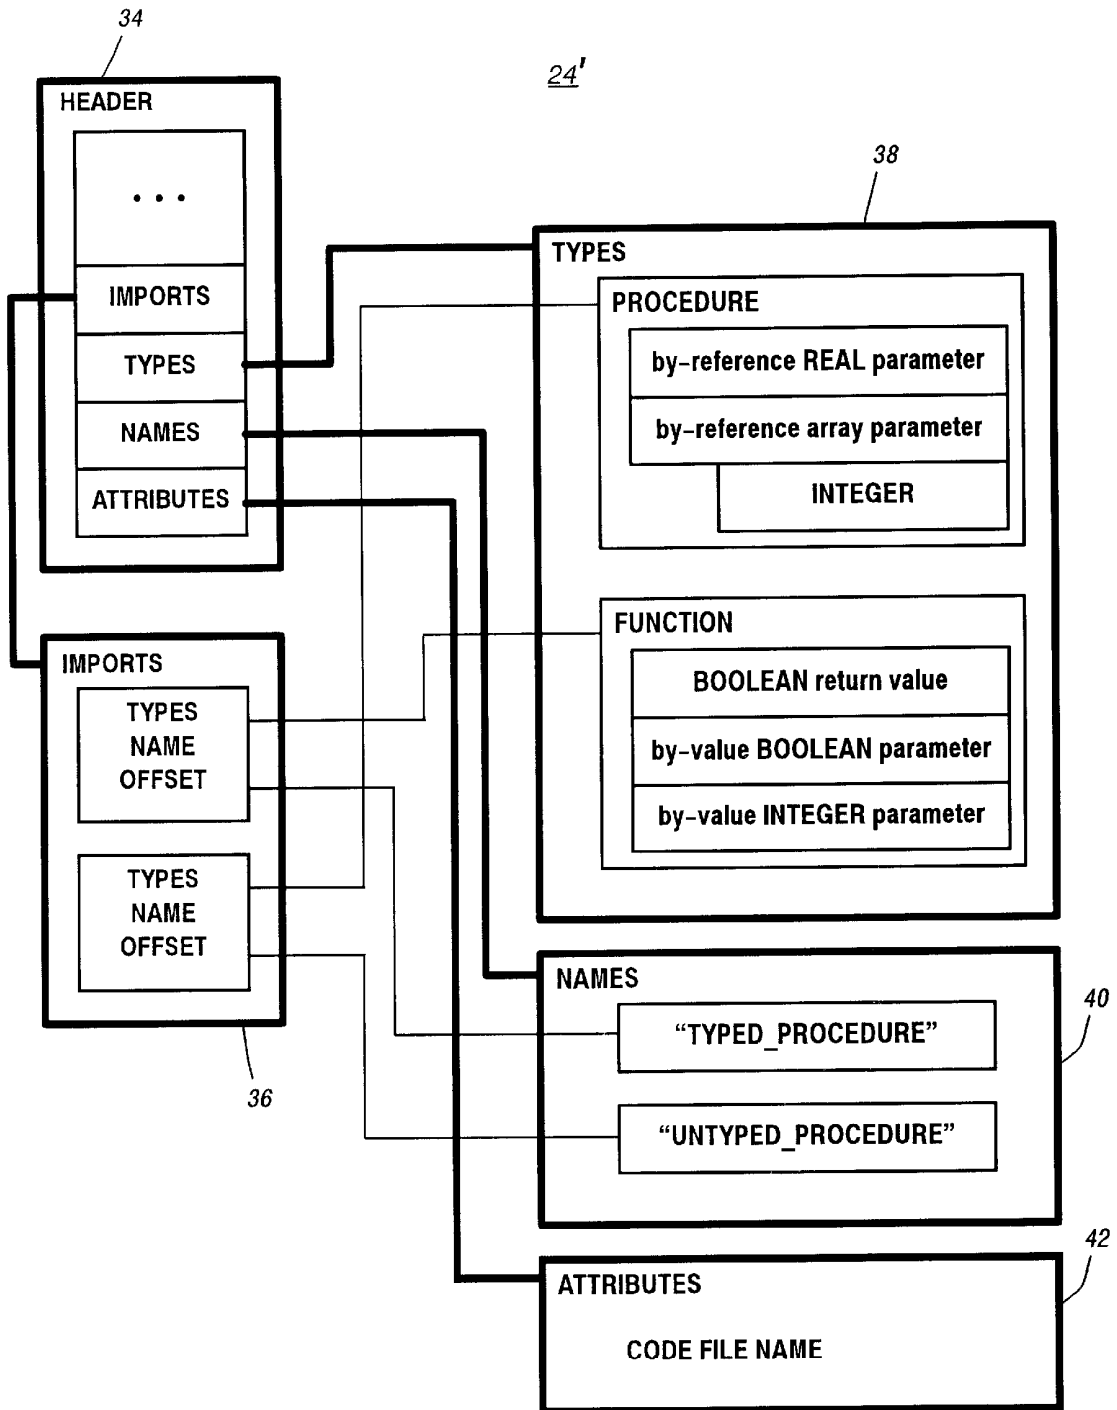 34
24'
HEADER
• • •
IMPORTS
TYPES
NAMES
ATTRIBUTES
38
TYPES
PROCEDURE
by-reference REAL parameter
by-reference array parameter
INTEGER
FUNCTION
BOOLEAN return value
by-value BOOLEAN parameter
by-value INTEGER parameter
IMPORTS
TYPES
NAME
OFFSET
TYPES
NAME
OFFSET
36
NAMES
40
"TYPED_PROCEDURE"
"UNTYPED_PROCEDURE"
42
ATTRIBUTES
CODE FILE NAME